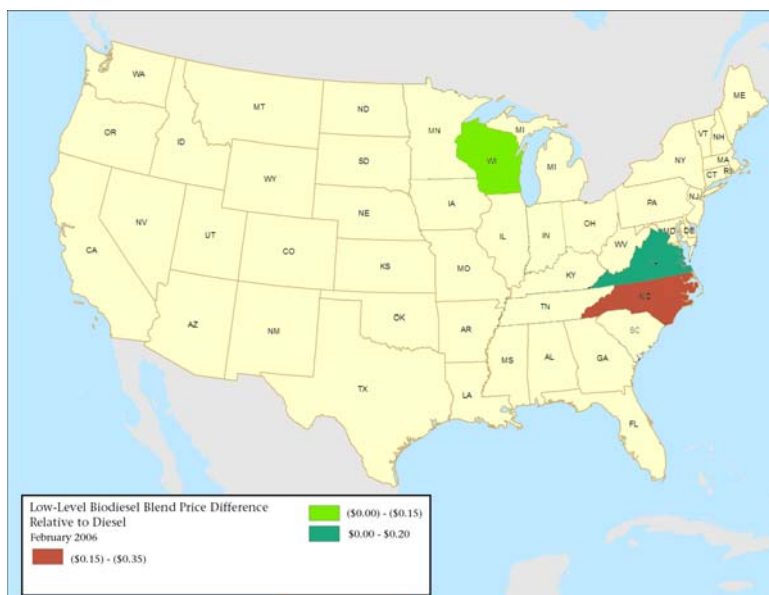 WA
MT
ND
MN
MI
ME
OR
ID
SD
WI
MI
VT
NH
NY
MA
CT
RI
WY
IA
PA
NJ
NE
NV
UT
CO
IL
IN
OH
MD
DE
WV
CA
KS
MO
KY
TN
NC
AZ
NM
OK
AR
SC
MS
AL
GA
TX
LA
FL
Low-Level Biodiesel Blend Price Difference
Relative to Diesel
February 2006
($0.15) - ($0.35)
($0.00) - ($0.15)
$0.00 - $0.20